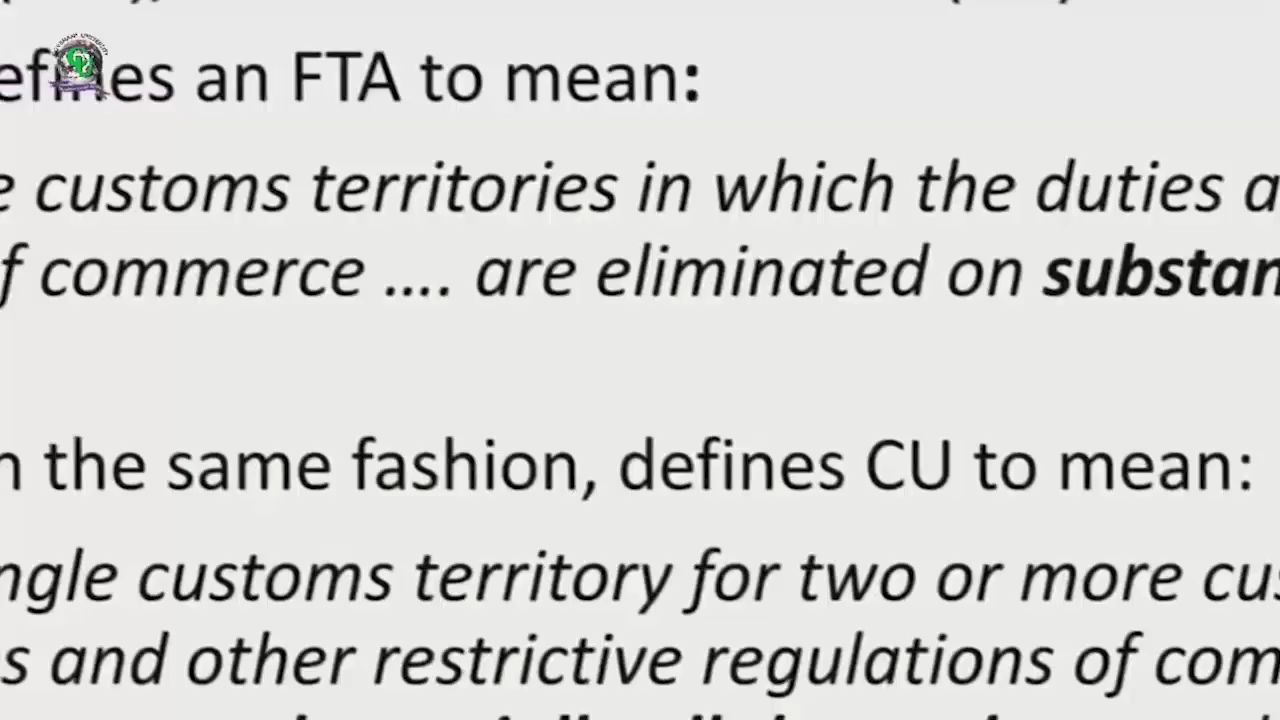 efines an FTA to mean:
e customs territories in which the duties a
f commerce .... are eliminated on substan
n the same fashion, defines CU to mean:
ngle customs territory for two or more cus
s and other restrictive regulations of com